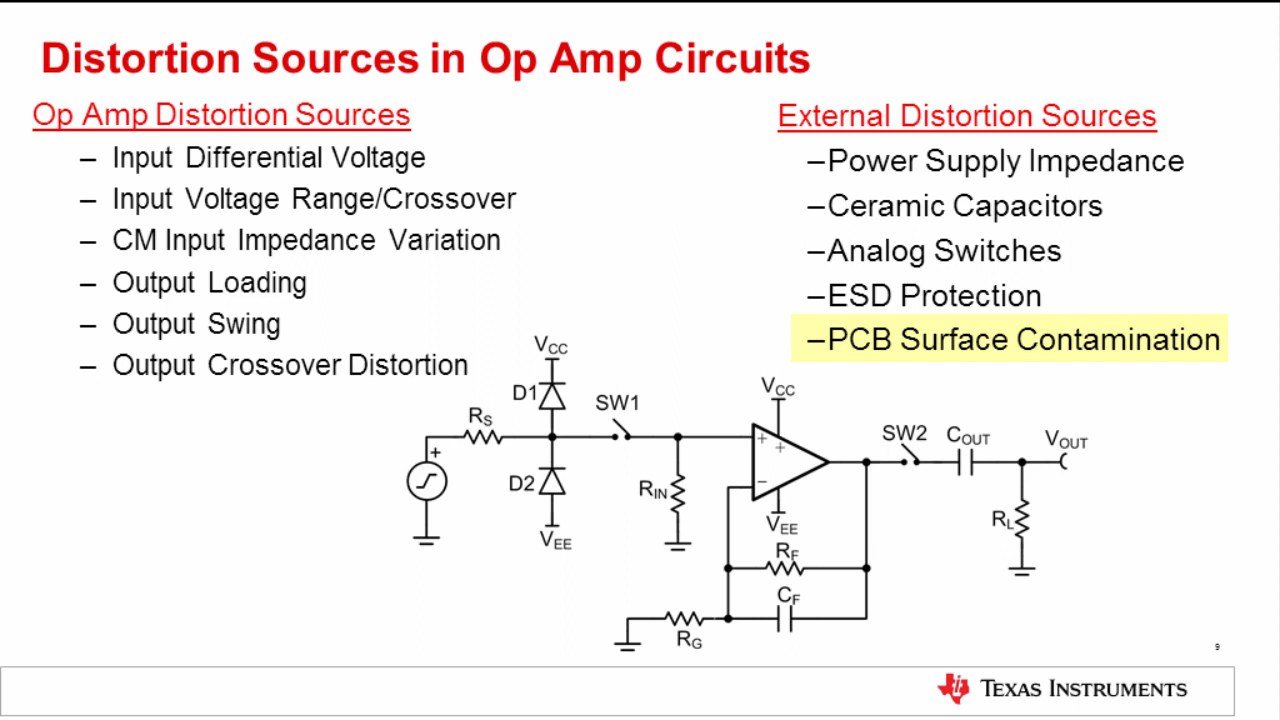 Distortion Sources in Op Amp Circuits
Op Amp Distortion Sources
– Input Differential Voltage
– Input Voltage Range/Crossover
– CM Input Impedance Variation
– Output Loading
– Output Swing
– Output Crossover Distortion
External Distortion Sources
–Power Supply Impedance
–Ceramic Capacitors
–Analog Switches
–ESD Protection
–PCB Surface Contamination
VCC
D1
RS
SW1
+
D2
VEE
RIN
VCC
+
+
–
VEE
SW2
COUT
VOUT
RL
RF
CF
RG
9
TEXAS INSTRUMENTS